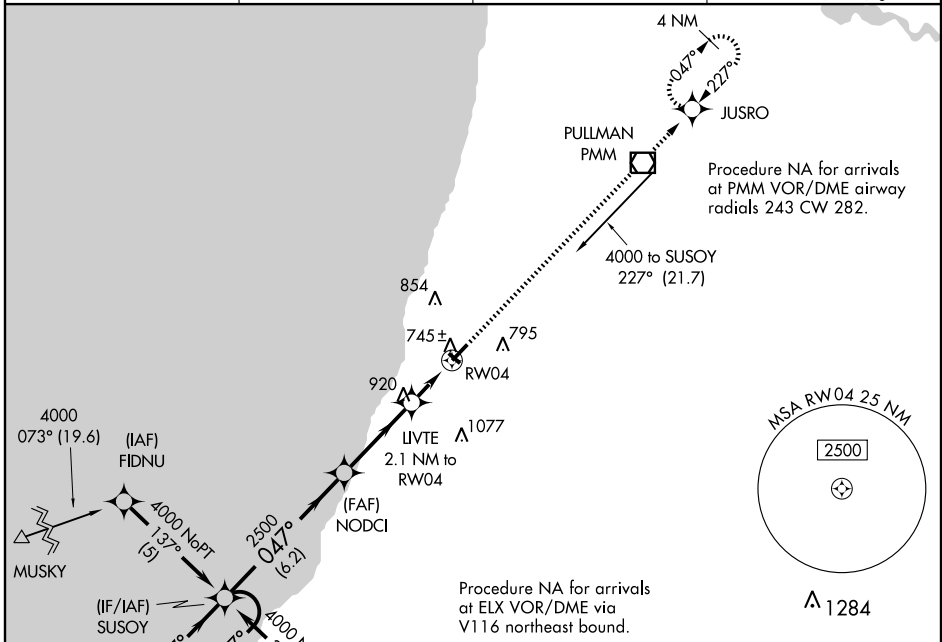 4 NM
047°
227°
JUSRO
PULLMAN
PMM
Procedure NA for arrivals
at PMM VOR/DME airway
radials 243 CW 282.
4000 to SUSOY
227° (21.7)
854
745±
795
RW04
920
LIVTE
2.1 NM to
RW04
1077
MSA RW04 25 NM
2500
4000
073° (19.6)
(IAF)
FIDNU
MUSKY
4000 NoPT
137°
(5)
(FAF)
NODCI
2500
047°
(6.2)
(IF/IAF)
SUSOY
4000
Procedure NA for arrivals
at ELX VOR/DME via
V116 northeast bound.
1284